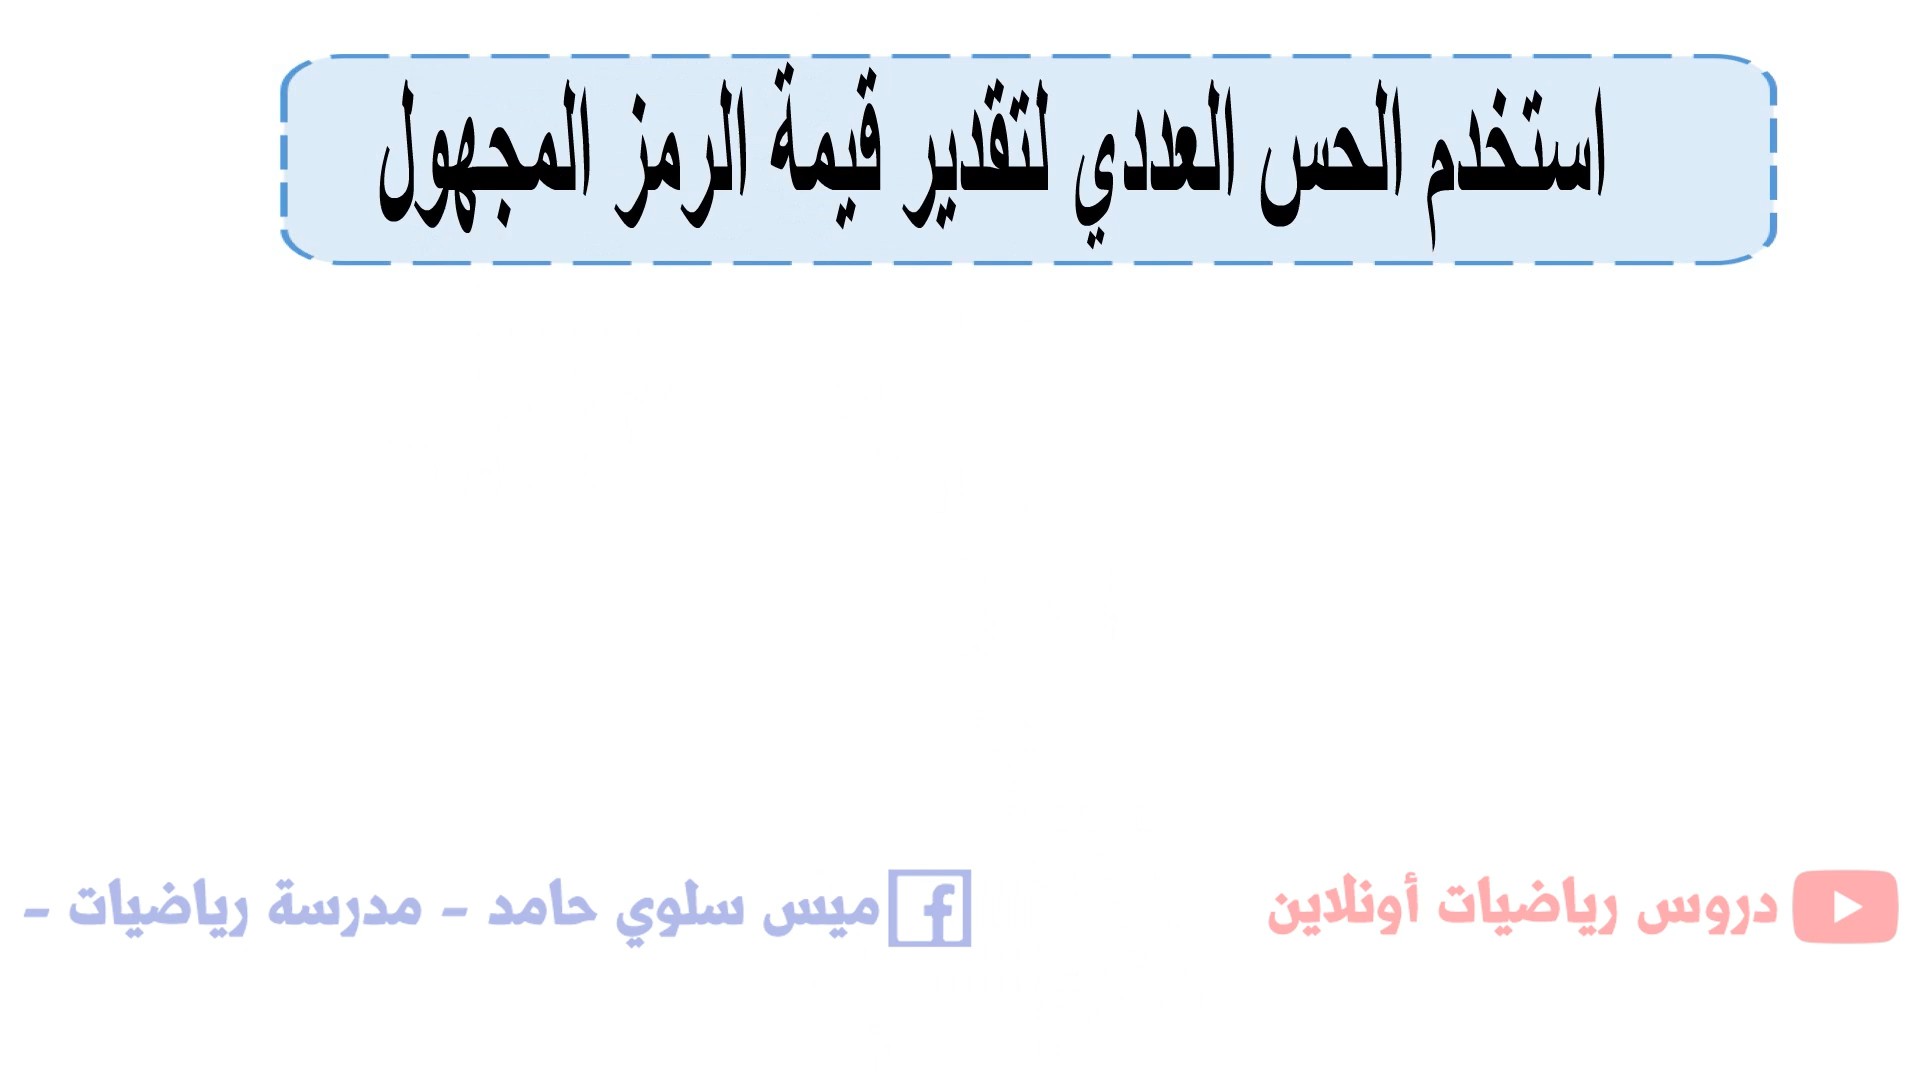 استخدم الحس العددي لتقدير قيمة الرمز المجهول
دروس رياضيات أونلاين
ميس سلوي حامد - مدرسة رياضيات -